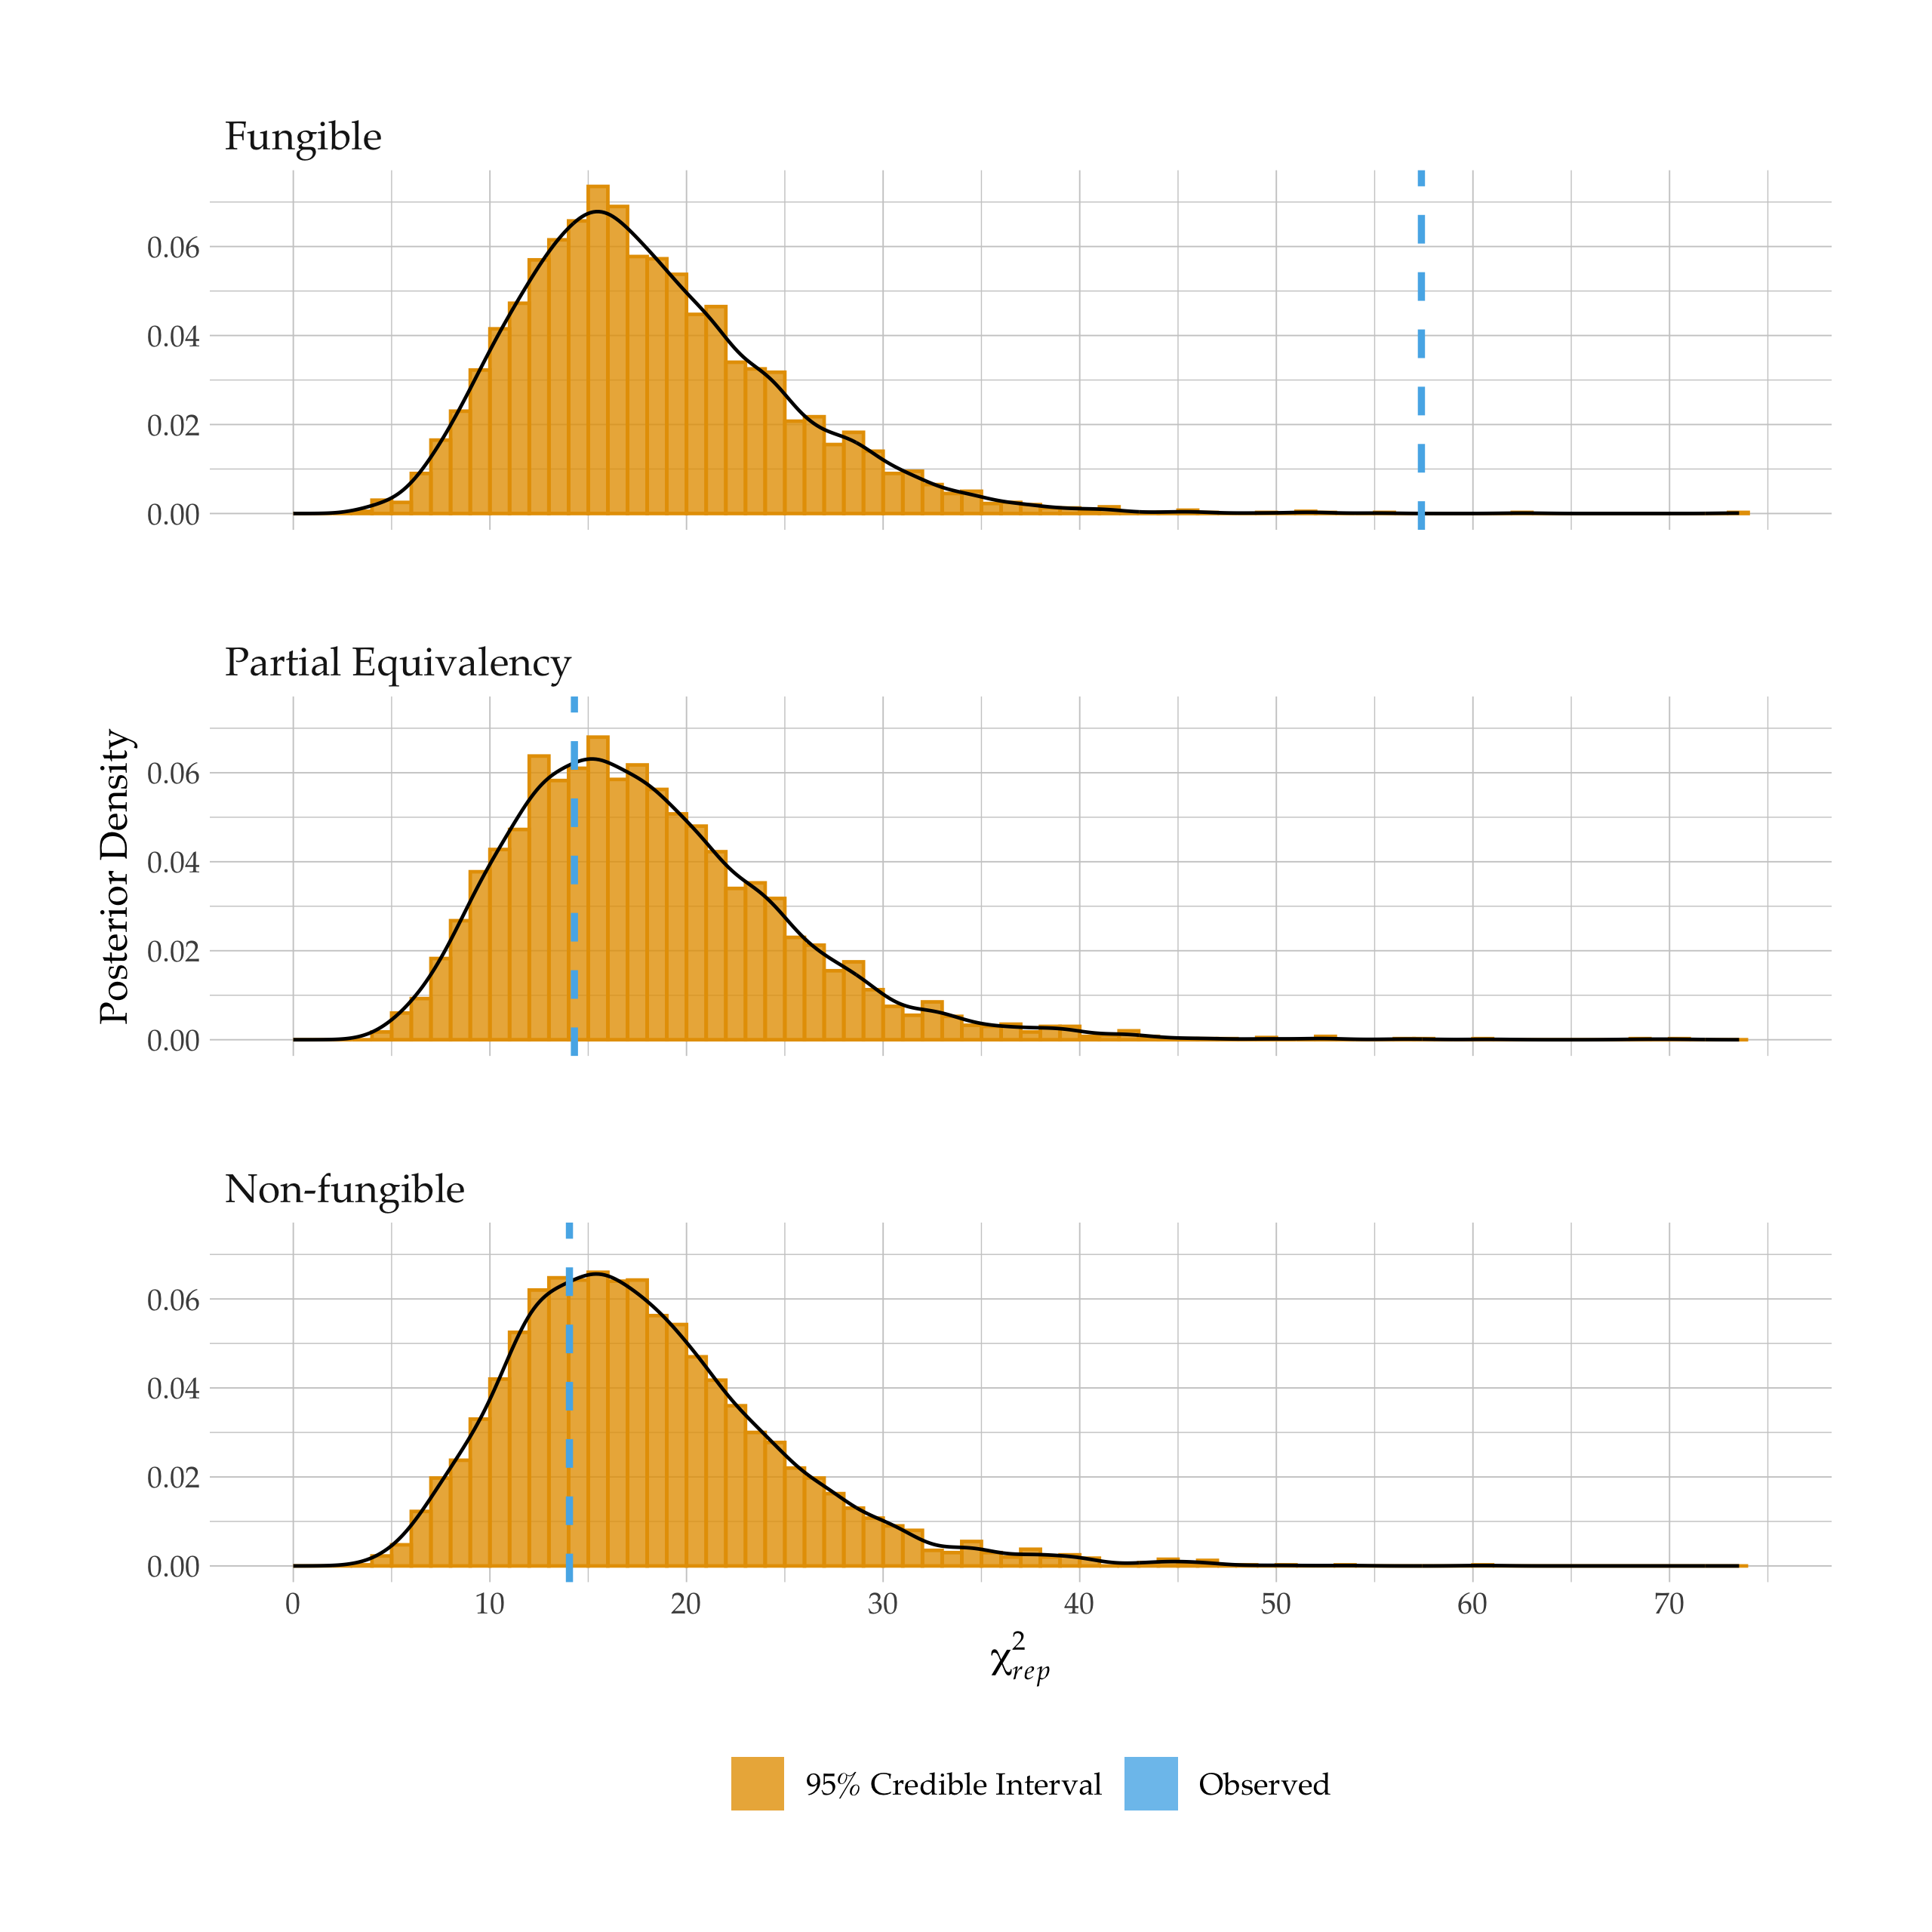 Fungible
0.06
0.04
0.02
0.00
Partial Equivalency
0.06
0.04
0.02
0.00
Posterior Density
Non-fungible
0.06
0.04
0.02
0.00
0 10 20 30 40 50 60 70
χ²rep
95% Credible Interval Observed